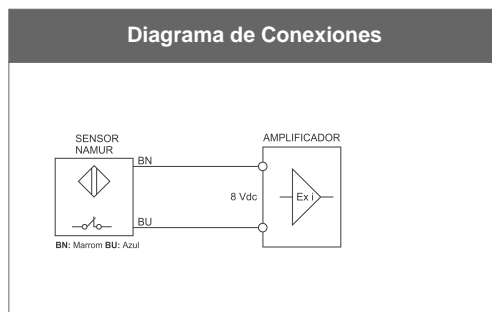 Diagrama de Conexiones
SENSOR
NAMUR
AMPLIFICADOR
BN
8 Vdc
Ex i
BU
BN: Marrom BU: Azul